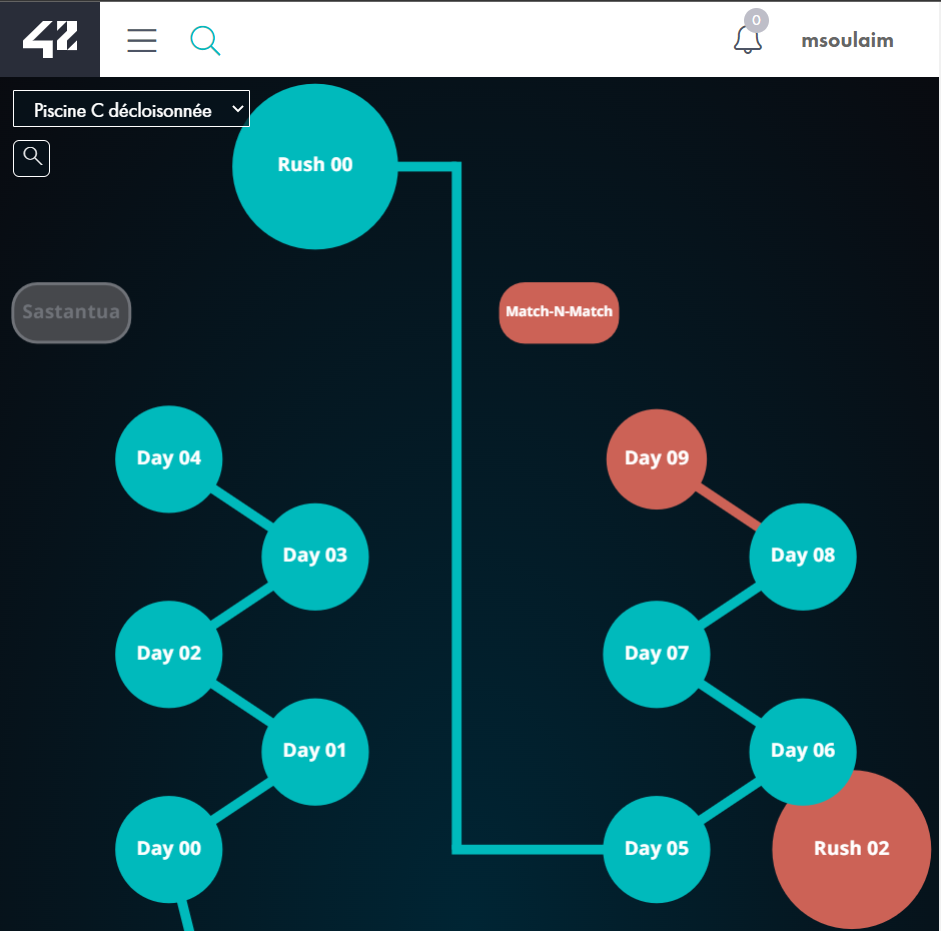 42
0
msoulaim
Piscine C décloisonnée
Rush 00
Sastantua
Match-N-Match
Day 04
Day 09
Day 03
Day 08
Day 02
Day 07
Day 01
Day 06
Day 00
Day 05
Rush 02